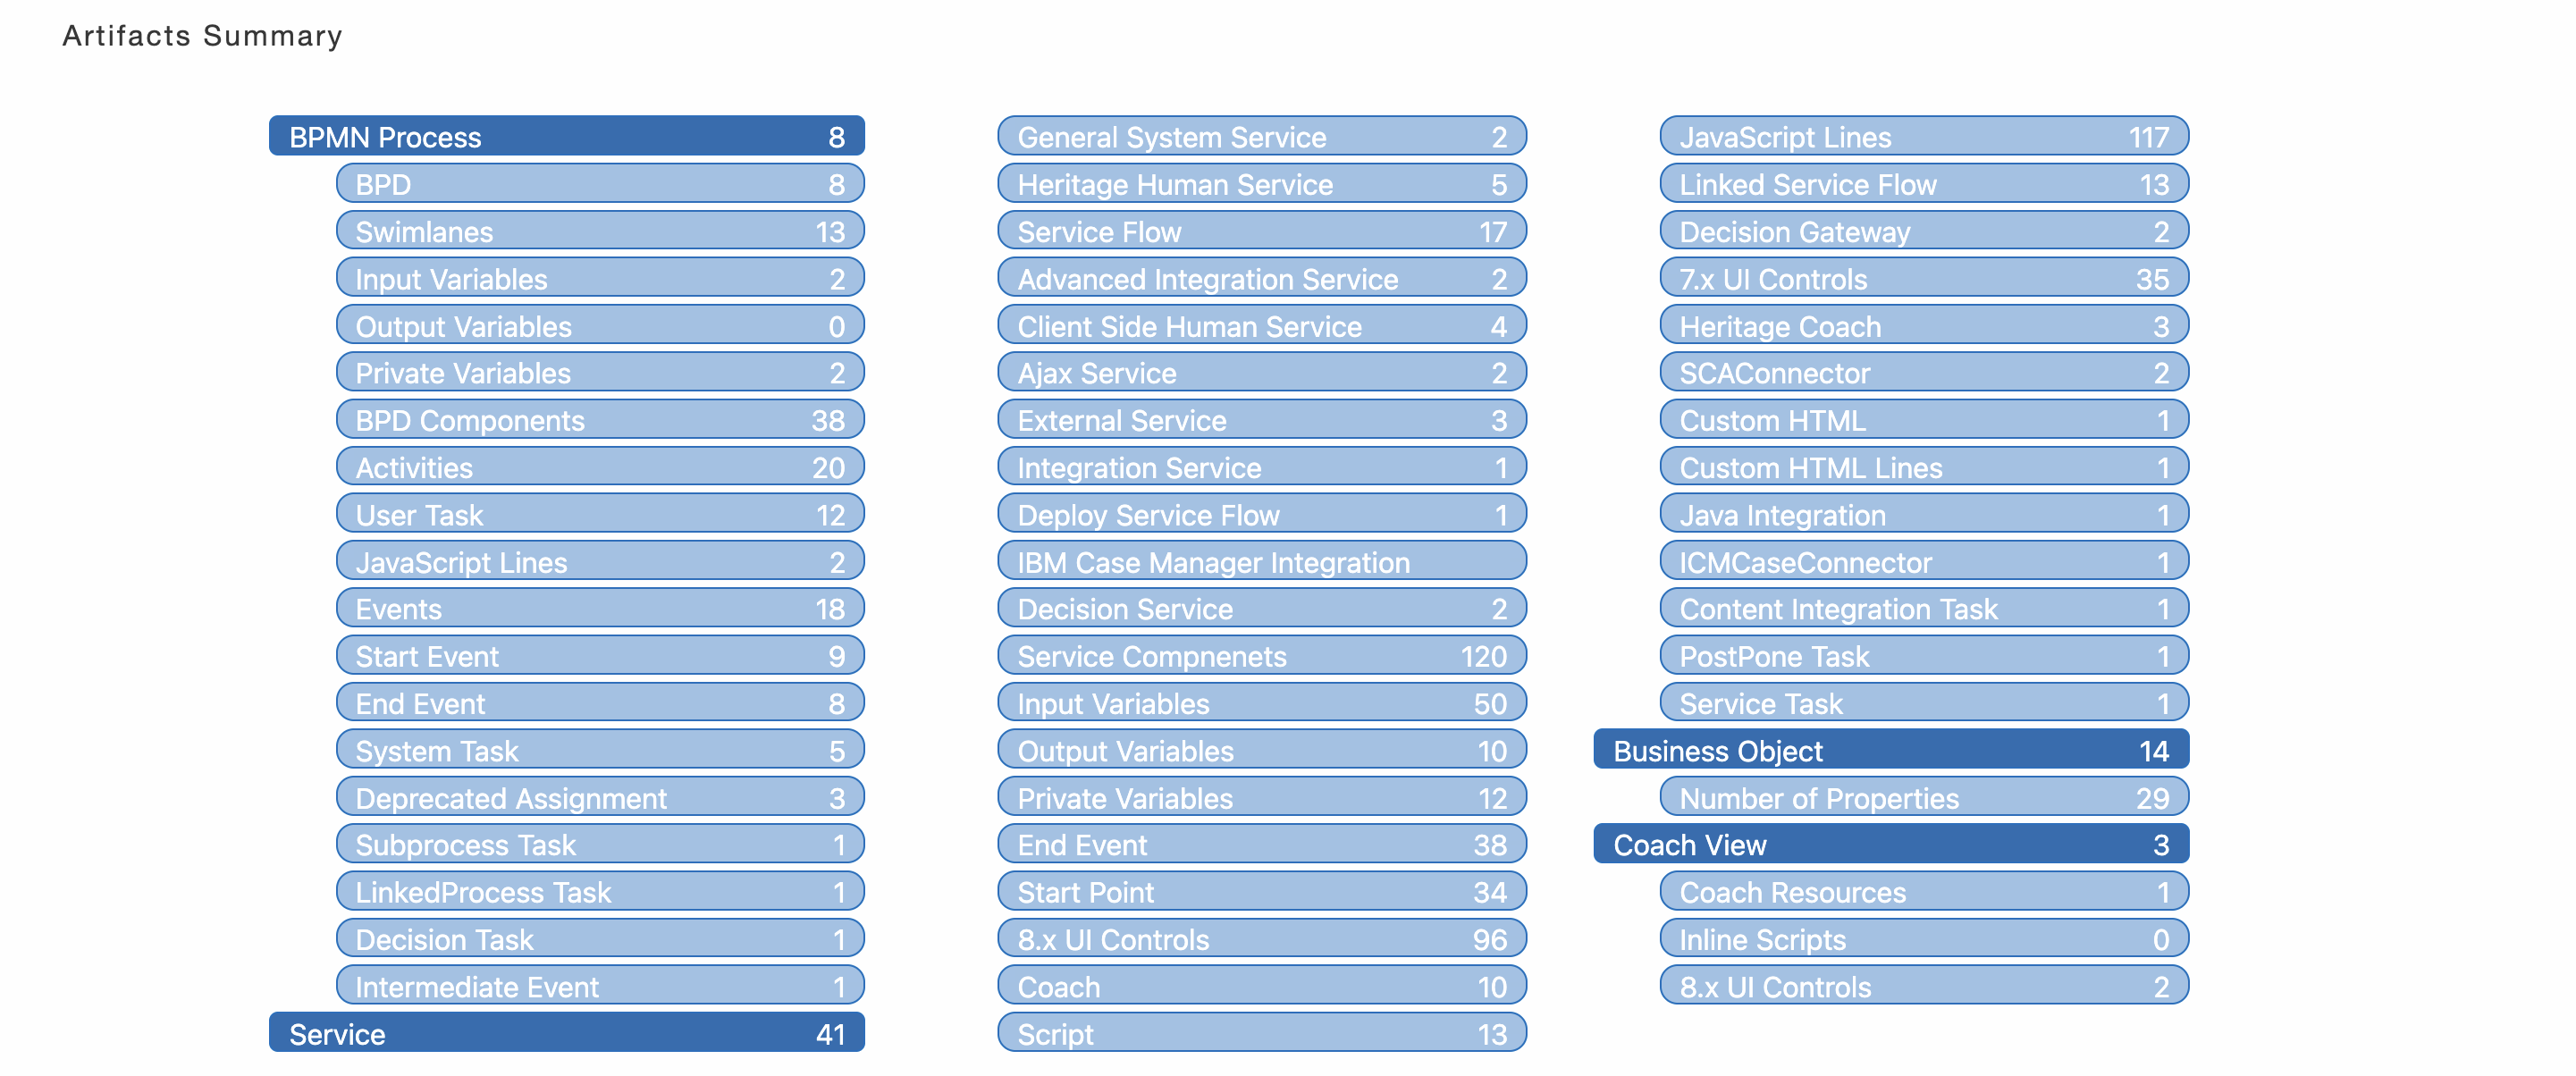 Artifacts Summary
BPMN Process 8
BPD 8
Swimlanes 13
Input Variables 2
Output Variables 0
Private Variables 2
BPD Components 38
Activities 20
User Task 12
JavaScript Lines 2
Events 18
Start Event 9
End Event 8
System Task 5
Deprecated Assignment 3
Subprocess Task 1
LinkedProcess Task 1
Decision Task 1
Intermediate Event 1
Service 41
General System Service 2
Heritage Human Service 5
Service Flow 17
Advanced Integration Service 2
Client Side Human Service 4
Ajax Service 2
External Service 3
Integration Service 1
Deploy Service Flow 1
IBM Case Manager Integration
Decision Service 2
Service Compnenets 120
Input Variables 50
Output Variables 10
Private Variables 12
End Event 38
Start Point 34
8.x UI Controls 96
Coach 10
Script 13
JavaScript Lines 117
Linked Service Flow 13
Decision Gateway 2
7.x UI Controls 35
Heritage Coach 3
SCAConnector 2
Custom HTML 1
Custom HTML Lines 1
Java Integration 1
ICMCaseConnector 1
Content Integration Task 1
PostPone Task 1
Service Task 1
Business Object 14
Number of Properties 29
Coach View 3
Coach Resources 1
Inline Scripts 0
8.x UI Controls 2